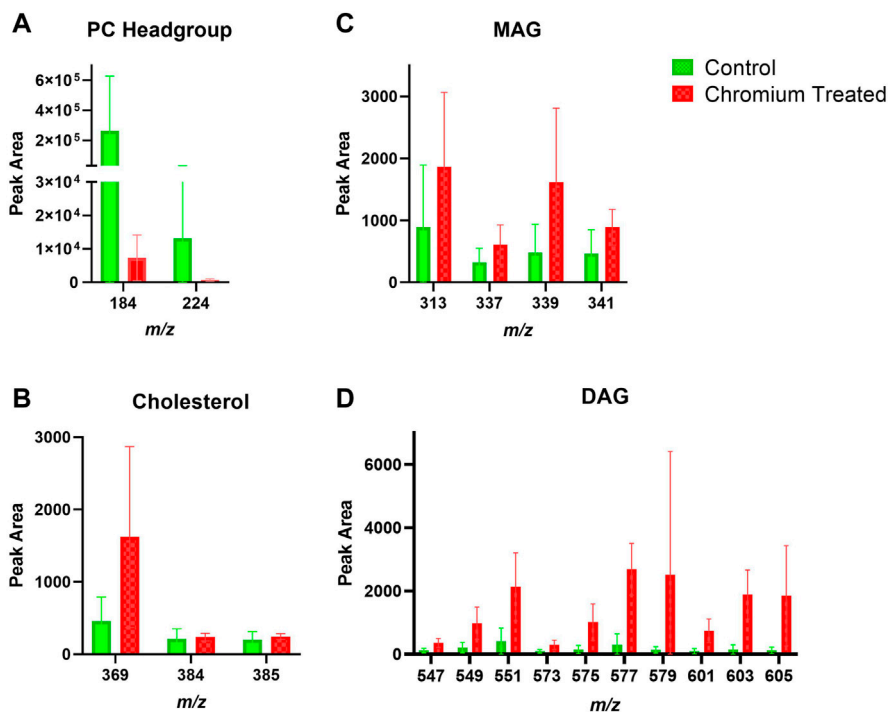 A PC Headgroup
Peak Area
6×10⁵
4×10⁵
2×10⁵
3×10⁴
2×10⁴
1×10⁴
0
184 224
m/z
C MAG
Peak Area
3000
2000
1000
0
313 337 339 341
m/z
Control
Chromium Treated
B Cholesterol
Peak Area
3000
2000
1000
0
369 384 385
m/z
D DAG
Peak Area
6000
4000
2000
0
547 549 551 573 575 577 579 601 603 605
m/z